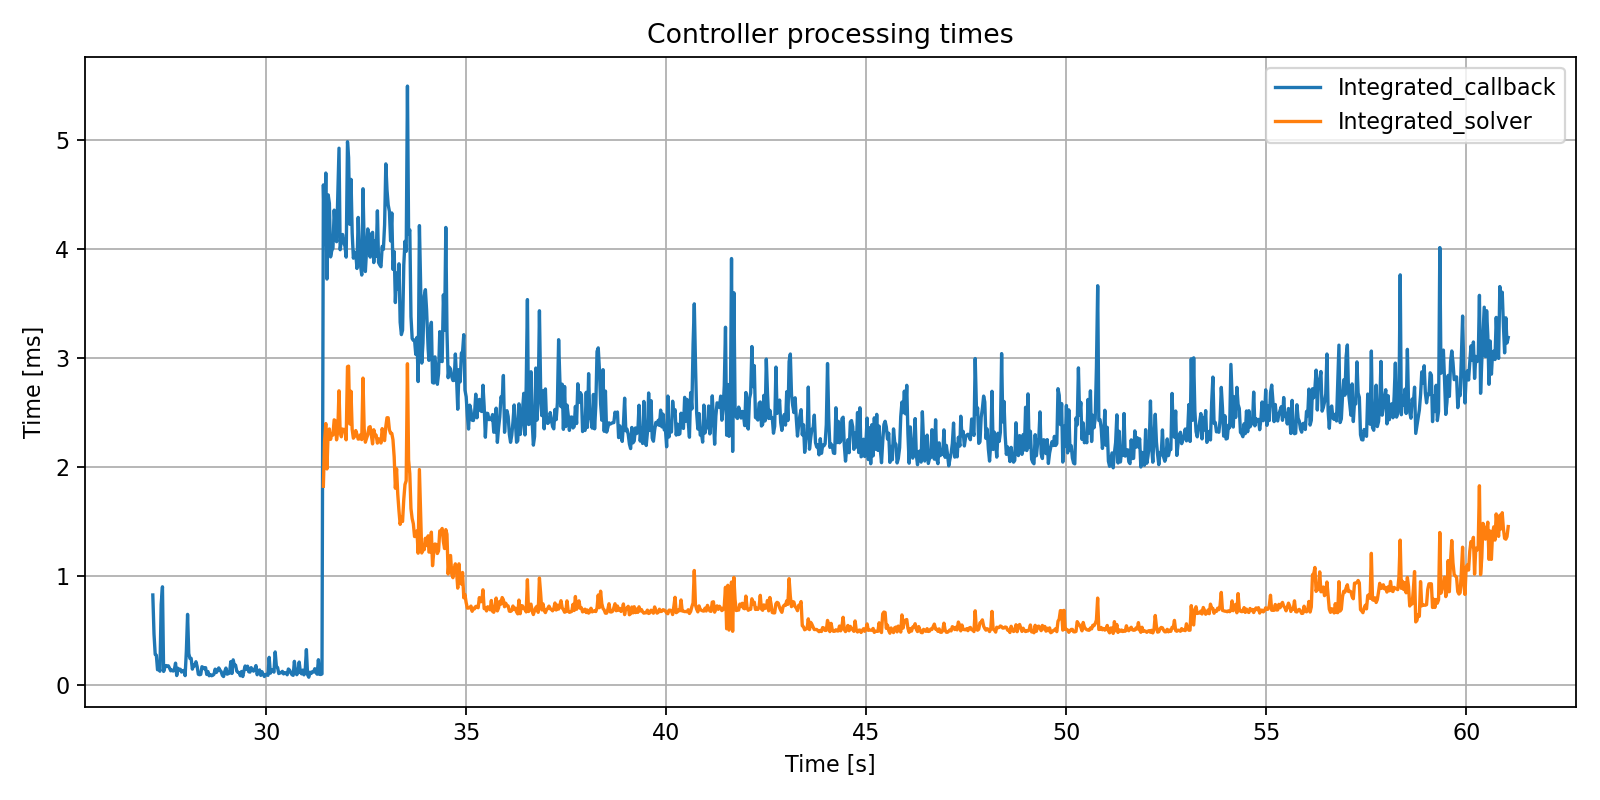 Controller processing times
Integrated_callback
Integrated_solver
Time [ms]
5
4
3
2
1
0
30 35 40 45 50 55 60
Time [s]